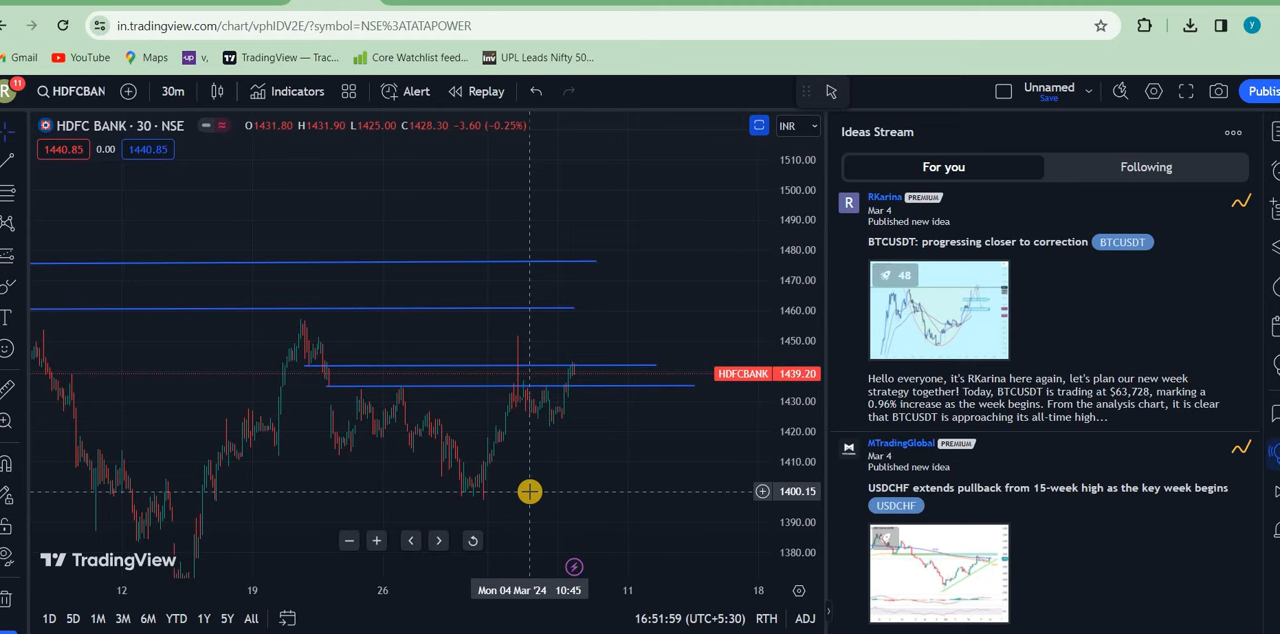 in.tradingview.com/chart/vphIDV2E/?symbol=NSE%3ATATAPOWER
Gmail YouTube Maps up v, TradingView — Trac... Core Watchlist feed... inv UPL Leads Nifty 50...
R 11 HDFCBAN 30m Indicators Alert Replay Unnamed Save Publis
HDFC BANK · 30 · NSE O1431.80 H1431.90 L1425.00 C1428.30 -3.60 (-0.25%) INR
1440.85 0.00 1440.85
1510.00
1500.00
1490.00
1480.00
1470.00
1460.00
1450.00
HDFCBANK 1439.20
1430.00
1420.00
1410.00
1400.15
1390.00
1380.00
TradingView
12 19 26 Mon 04 Mar '24 10:45 11 18
1D 5D 1M 3M 6M YTD 1Y 5Y All 16:51:59 (UTC+5:30) RTH ADJ
Ideas Stream
For you Following
R RKarina PREMIUM
Mar 4
Published new idea
BTCUSDT: progressing closer to correction BTCUSDT
48
Hello everyone, it's RKarina here again, let's plan our new week
strategy together! Today, BTCUSDT is trading at $63,728, marking a
0.96% increase as the week begins. From the analysis chart, it is clear
that BTCUSDT is approaching its all-time high...
MTradingGlobal PREMIUM
Mar 4
Published new idea
USDCHF extends pullback from 15-week high as the key week begins
USDCHF